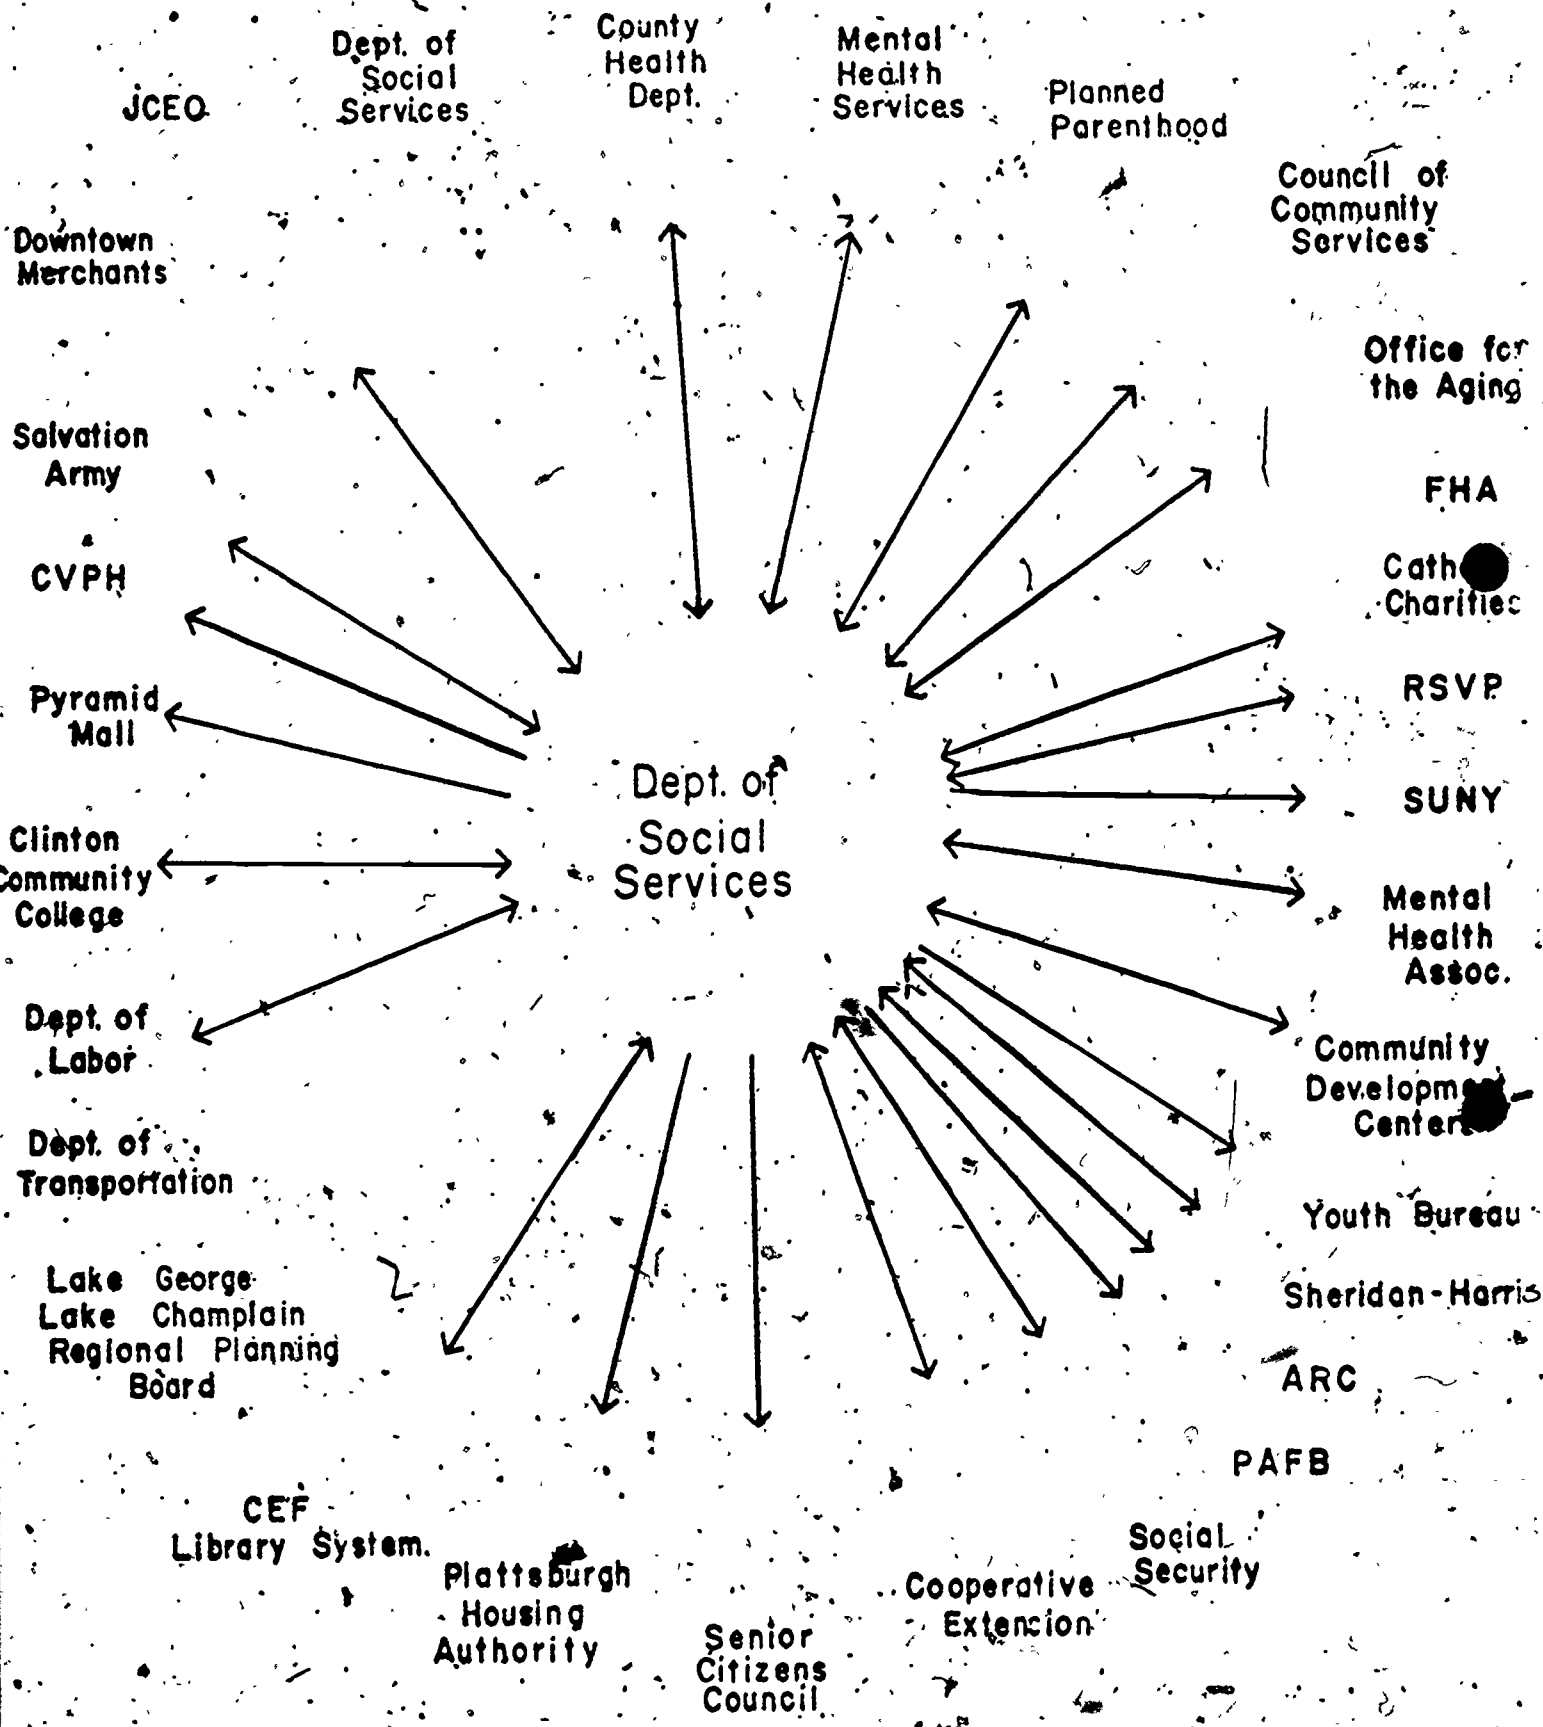 JCEO
Dept. of
Social
Services
County
Health
Dept.
Mental
Health
Services
Planned
Parenthood
Council of
Community
Services
Downtown
Merchants
Office for
the Aging
Salvation
Army
FHA
CVPH
Charities
Pyramid
Mall
RSVP
Dept. of
Social
Services
SUNY
Clinton
Community
College
Mental
Health
Assoc.
Dept. of
Labor
Community
Center
Dept. of
Transportation
Youth Bureau
Lake George
Lake Champlain
Regional Planning
Board
Sheridan-Harris
ARC
PAFB
CEF
Library System.
Plattsburgh
Housing
Authority
Senior
Citizens
Council
Cooperative
Extension
Social
Security